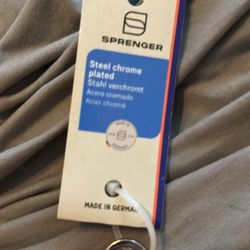 SPRENGER
Steel chrome
plated
Stahl verchromt
Acero cromado
Acier chromé
MADE IN GERMANY